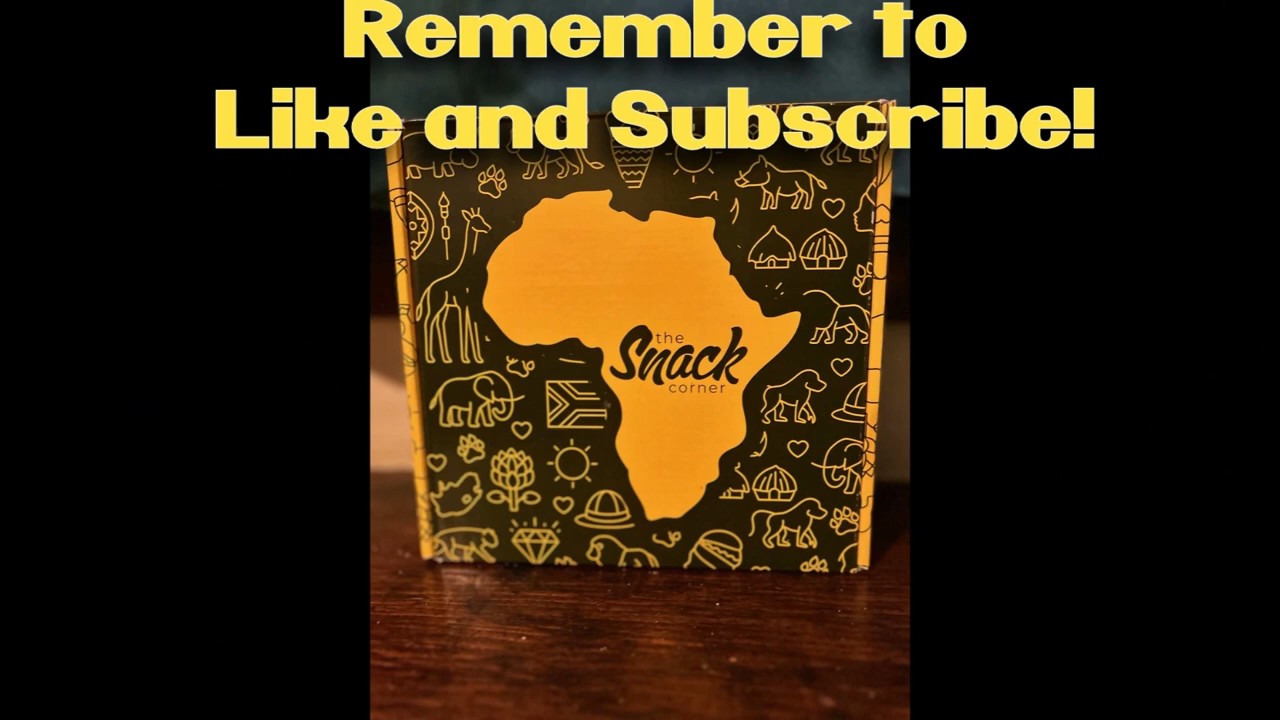 Remember to
Like and Subscribe!
the
Snack
corner